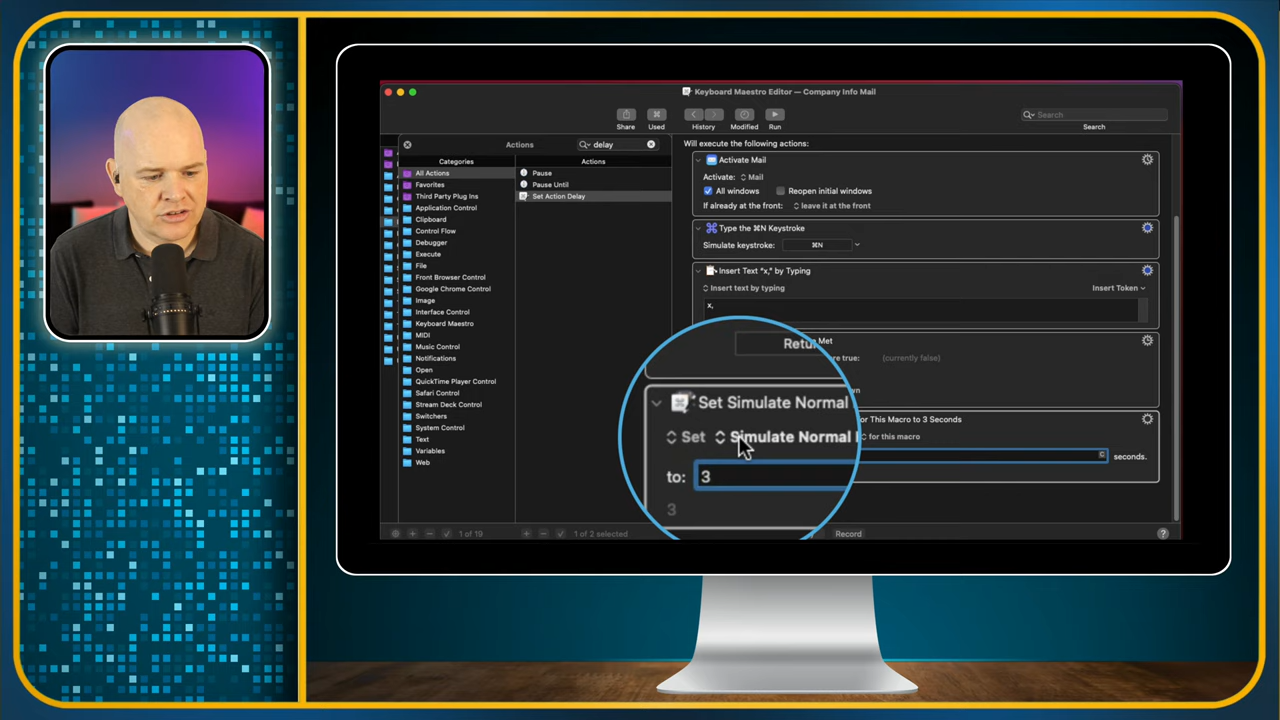 Keyboard Maestro Editor — Company Info Mail
Share
Used
History
Modified
Run
Search
Search
Actions
delay
Categories
Actions
All Actions
Favorites
Third Party Plug Ins
Application Control
Clipboard
Control Flow
Debugger
Execute
File
Front Browser Control
Google Chrome Control
Image
Interface Control
Keyboard Maestro
MIDI
Music Control
Notifications
Open
QuickTime Player Control
Safari Control
Stream Deck Control
Switchers
System Control
Text
Variables
Web
Pause
Pause Until
Set Action Delay
Will execute the following actions:
Activate Mail
Activate: Mail
All windows Reopen initial windows
If already at the front: leave it at the front
Type the ⌘N Keystroke
Simulate keystroke: ⌘N
Insert Text “x,” by Typing
Insert text by typing Insert Token
x,
Met
(currently false)
Set Simulate Normal For This Macro to 3 Seconds
Set Simulate Normal for this macro
to: 3 seconds.
3
1 of 19
1 of 2 selected
Record
?